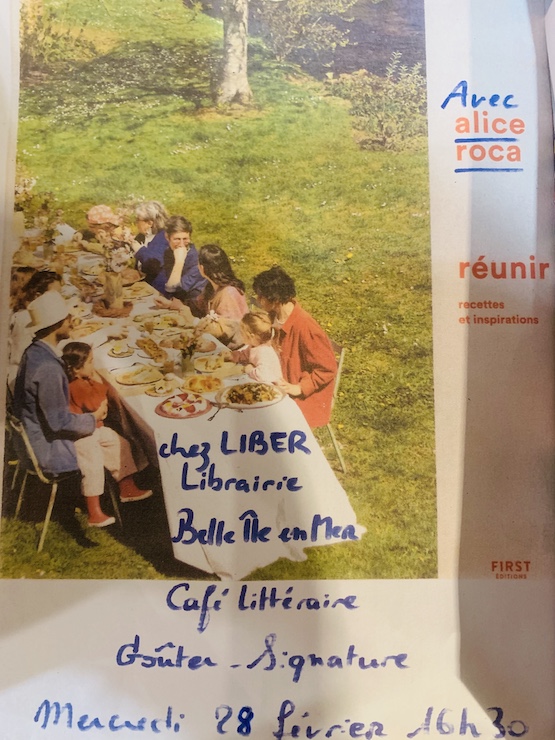 Avec
alice
roca
réunir
recettes
et inspirations
chez LIBER
Librairie
Belle Île en Mer
FIRST
ÉDITIONS
Café Littéraire
Goûter - Signature
Mercredi 28 février 16h30